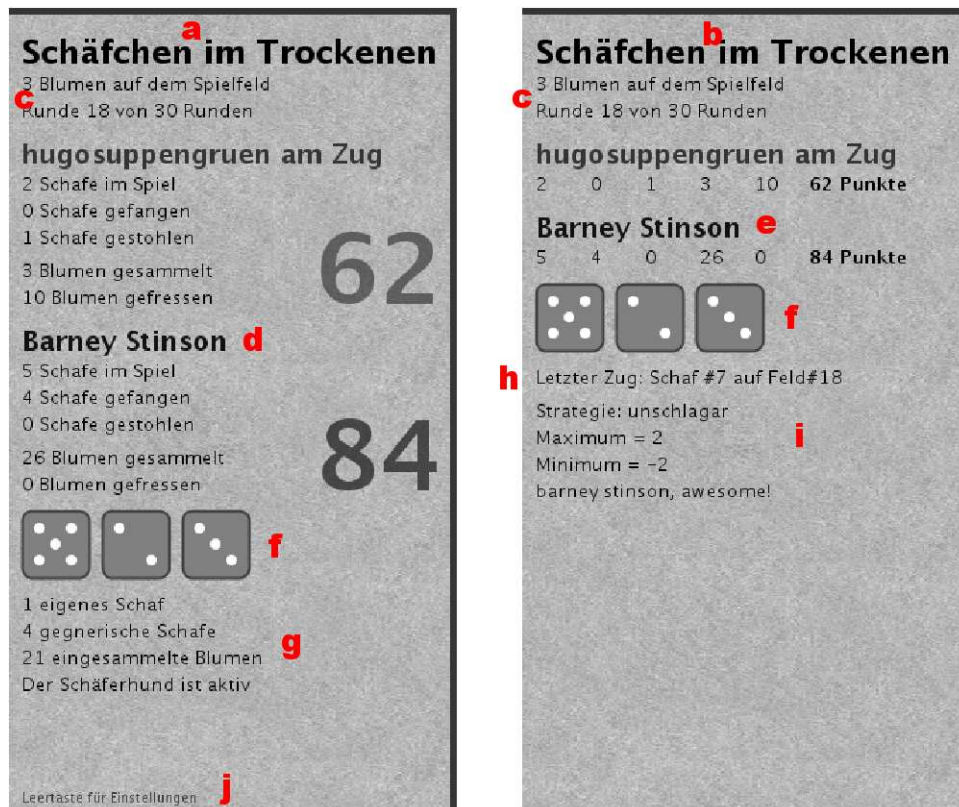 a
Schäfchen im Trockenen
3 Blumen auf dem Spielfeld
c
Runde 18 von 30 Runden
hugosuppengruen am Zug
2 Schafe im Spiel
0 Schafe gefangen
1 Schafe gestohlen
62
3 Blumen gesammelt
10 Blumen gefressen
Barney Stinson d
5 Schafe im Spiel
4 Schafe gefangen
0 Schafe gestohlen
84
26 Blumen gesammelt
0 Blumen gefressen
f
1 eigenes Schaf
4 gegnerische Schafe
g
21 eingesammelte Blumen
Der Schäferhund ist aktiv
j
Leertaste für Einstellungen
b
Schäfchen im Trockenen
3 Blumen auf dem Spielfeld
c
Runde 18 von 30 Runden
hugosuppengruen am Zug
2 0 1 3 10 62 Punkte
Barney Stinson e
5 4 0 26 0 84 Punkte
f
h Letzter Zug: Schaf #7 auf Feld#18
Strategie: unschlagar
Maximum = 2 i
Minimum = -2
barney stinson, awesome!